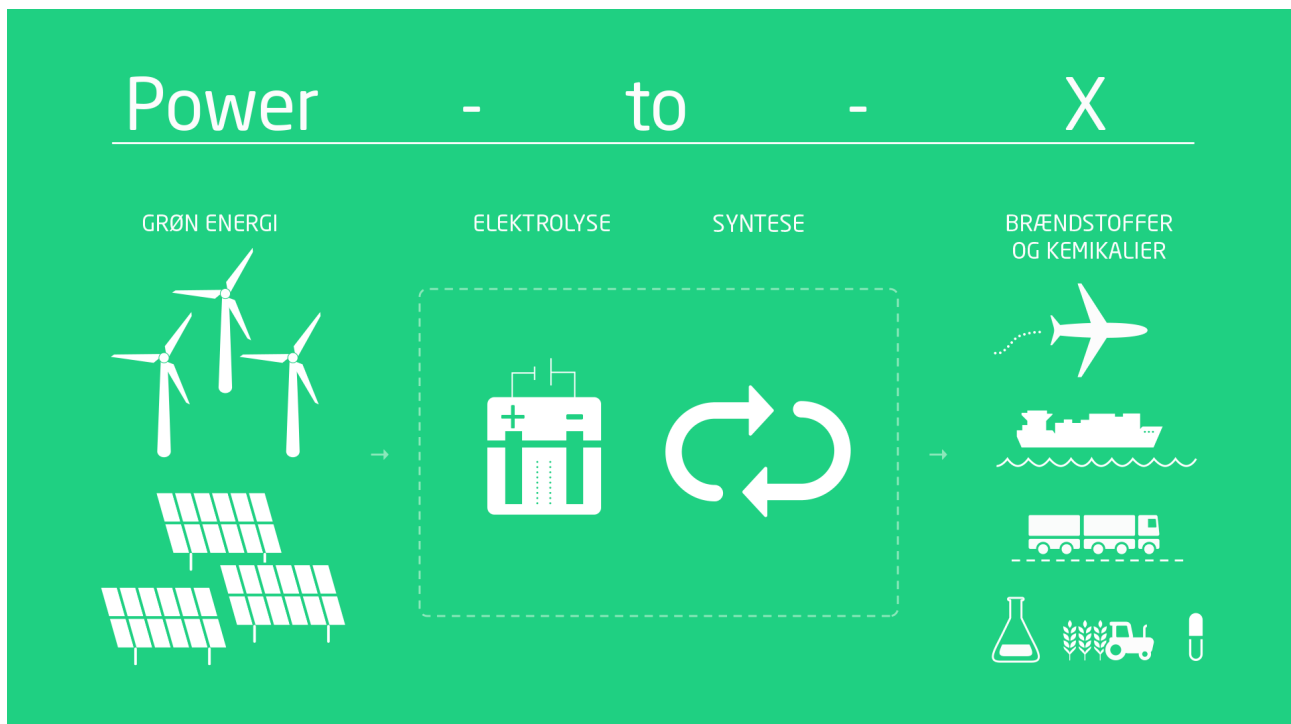 Power - to - X
GRØN ENERGI
ELEKTROLYSE
SYNTESE
BRÆNDSTOFFER
OG KEMIKALIER
+ -